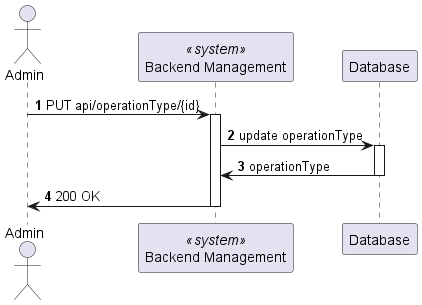 «system»
Admin
Backend Management
Database
1 PUT api/operationType/{id}
2 update operationType
3 operationType
4 200 OK
Admin
«system»
Backend Management
Database